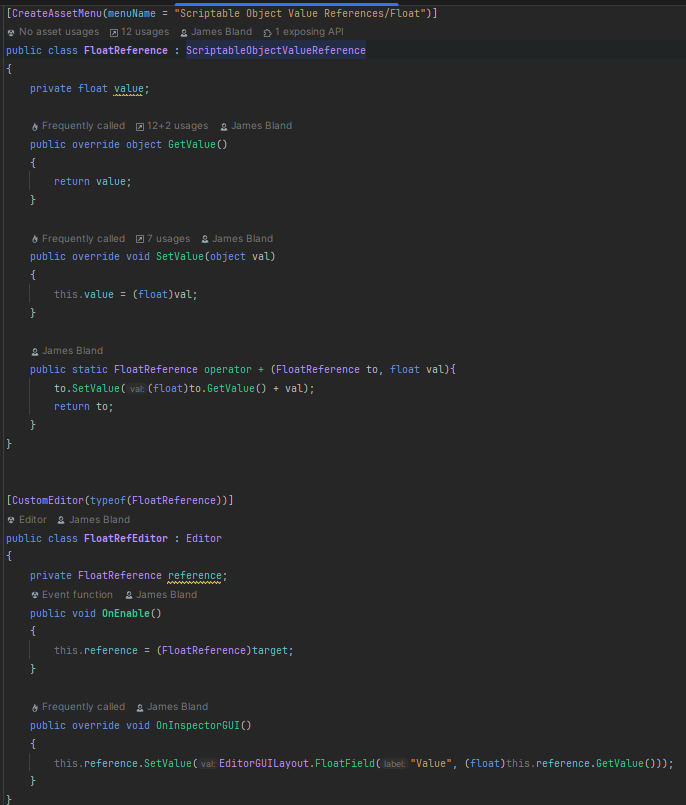 [CreateAssetMenu(menuName = "Scriptable Object Value References/Float")]
No asset usages 12 usages James Bland 1 exposing API
public class FloatReference : ScriptableObjectValueReference
{
    private float value;
    Frequently called 12+2 usages James Bland
    public override object GetValue()
    {
        return value;
    }
    Frequently called 7 usages James Bland
    public override void SetValue(object val)
    {
        this.value = (float)val;
    }
    James Bland
    public static FloatReference operator + (FloatReference to, float val){
        to.SetValue( val: (float)to.GetValue() + val);
        return to;
    }
}
[CustomEditor(typeof(FloatReference))]
Editor James Bland
public class FloatRefEditor : Editor
{
    private FloatReference reference;
    Event function James Bland
    public void OnEnable()
    {
        this.reference = (FloatReference)target;
    }
    Frequently called James Bland
    public override void OnInspectorGUI()
    {
        this.reference.SetValue( val: EditorGUILayout.FloatField( label: "Value", (float)this.reference.GetValue()));
    }
}